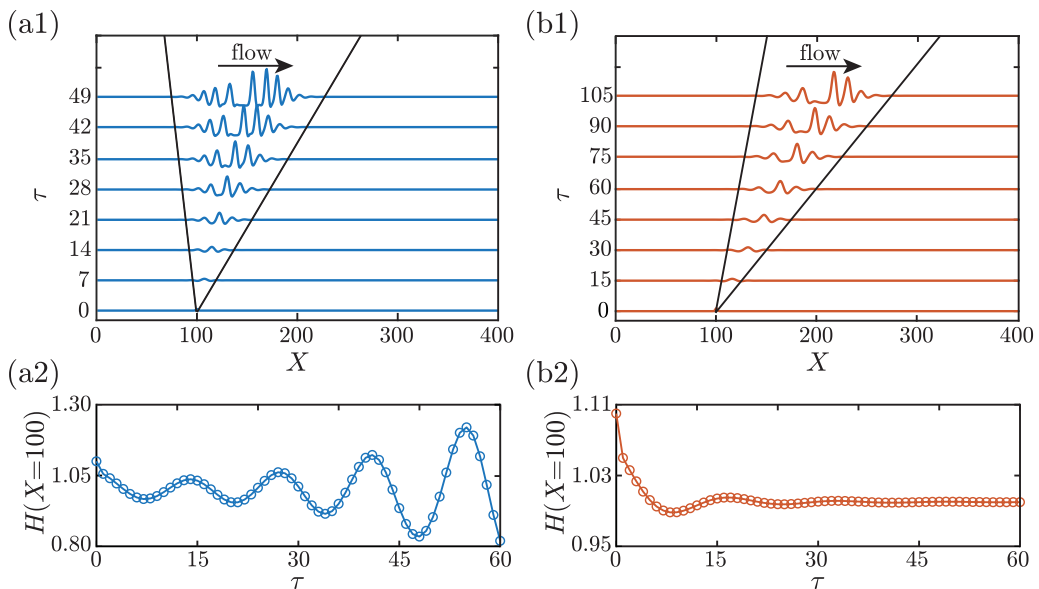 (a1)
flow
τ
49
42
35
28
21
14
7
0
0 100 200 300 400
X
(b1)
flow
105
90
75
60
45
30
15
0
0 100 200 300 400
τ
X
(a2)
H(X=100)
1.30
1.05
0.80
0 15 30 45 60
τ
(b2)
H(X=100)
1.11
1.03
0.95
0 15 30 45 60
τ